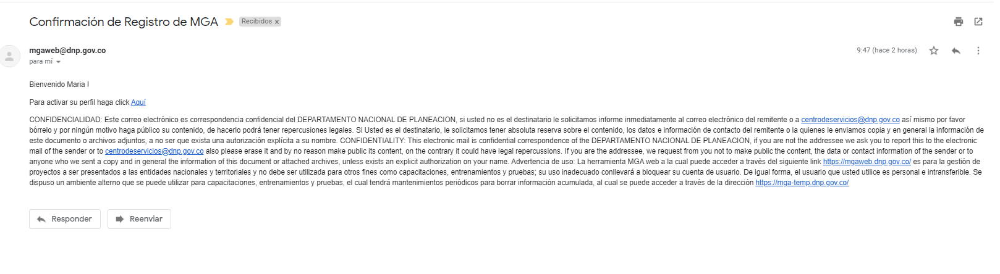 Confirmación de Registro de MGA Recibidos x
mgaweb@dnp.gov.co 9:47 (hace 2 horas)
para mí
Bienvenido Maria !
Para activar su perfil haga click Aquí
CONFIDENCIALIDAD: Este correo electrónico es correspondencia confidencial del DEPARTAMENTO NACIONAL DE PLANEACION, si usted no es el destinatario le solicitamos informe inmediatamente al correo electrónico del remitente o a centrodeservicios@dnp.gov.co así mismo por favor
bórrelo y por ningún motivo haga público su contenido, de hacerlo podrá tener repercusiones legales. Si Usted es el destinatario, le solicitamos tener absoluta reserva sobre el contenido, los datos e información de contacto del remitente o la quienes le enviamos copia y en general la información de
este documento o archivos adjuntos, a no ser que exista una autorización explícita a su nombre. CONFIDENTIALITY: This electronic mail is confidential correspondence of the DEPARTAMENTO NACIONAL DE PLANEACION, if you are not the addressee we ask you to report this to the electronic
mail of the sender or to centrodeservicios@dnp.gov.co also please erase it and by no reason make public its content, on the contrary it could have legal repercussions. If you are the addressee, we request from you not to make public the content, the data or contact information of the sender or to
anyone who we sent a copy and in general the information of this document or attached archives, unless exists an explicit authorization on your name. Advertencia de uso: La herramienta MGA web a la cual puede acceder a través del siguiente link https://mgaweb.dnp.gov.co/ es para la gestión de
proyectos a ser presentados a las entidades nacionales y territoriales y no debe ser utilizada para otros fines como capacitaciones, entrenamientos y pruebas; su uso inadecuado conllevará a bloquear su cuenta de usuario. De igual forma, el usuario que usted utilice es personal e intransferible. Se
dispuso un ambiente alterno que se puede utilizar para capacitaciones, entrenamientos y pruebas, el cual tendrá mantenimientos periódicos para borrar información acumulada, al cual se puede acceder a través de la dirección https://mga-temp.dnp.gov.co/
Responder Reenviar